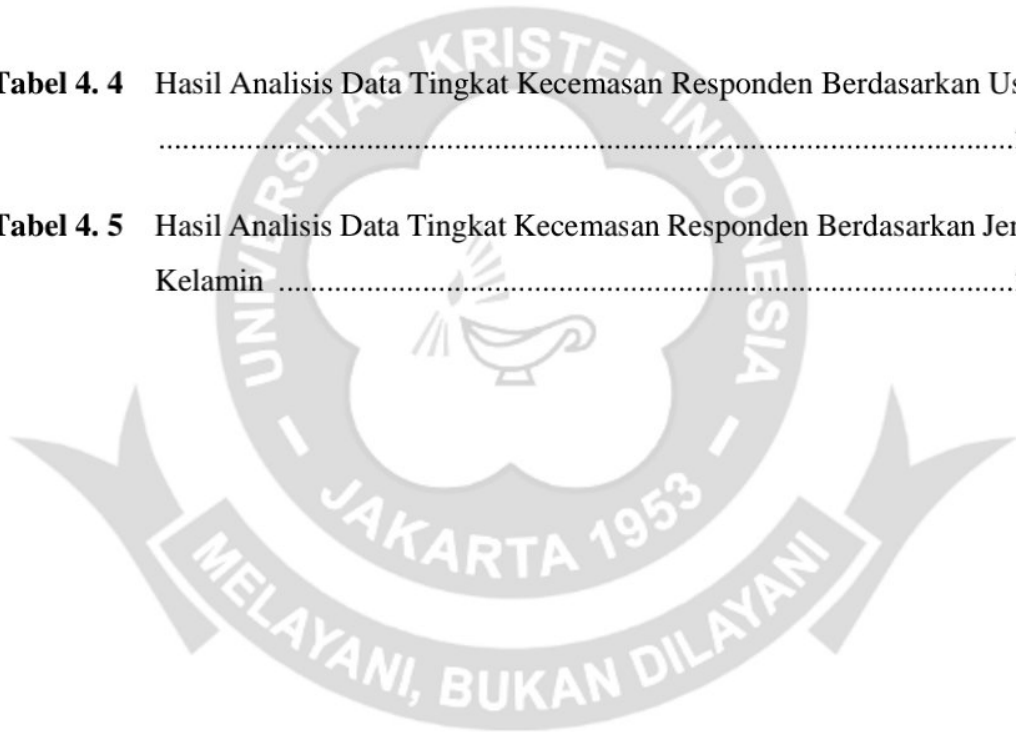 Tabel 4. 4 Hasil Analisis Data Tingkat Kecemasan Responden Berdasarkan Us
........................................................................................................
Tabel 4. 5 Hasil Analisis Data Tingkat Kecemasan Responden Berdasarkan Jen
Kelamin ..........................................................................................
UNIVERSITAS KRISTEN INDONESIA
JAKARTA 1953
MELAYANI, BUKAN DILAYANI